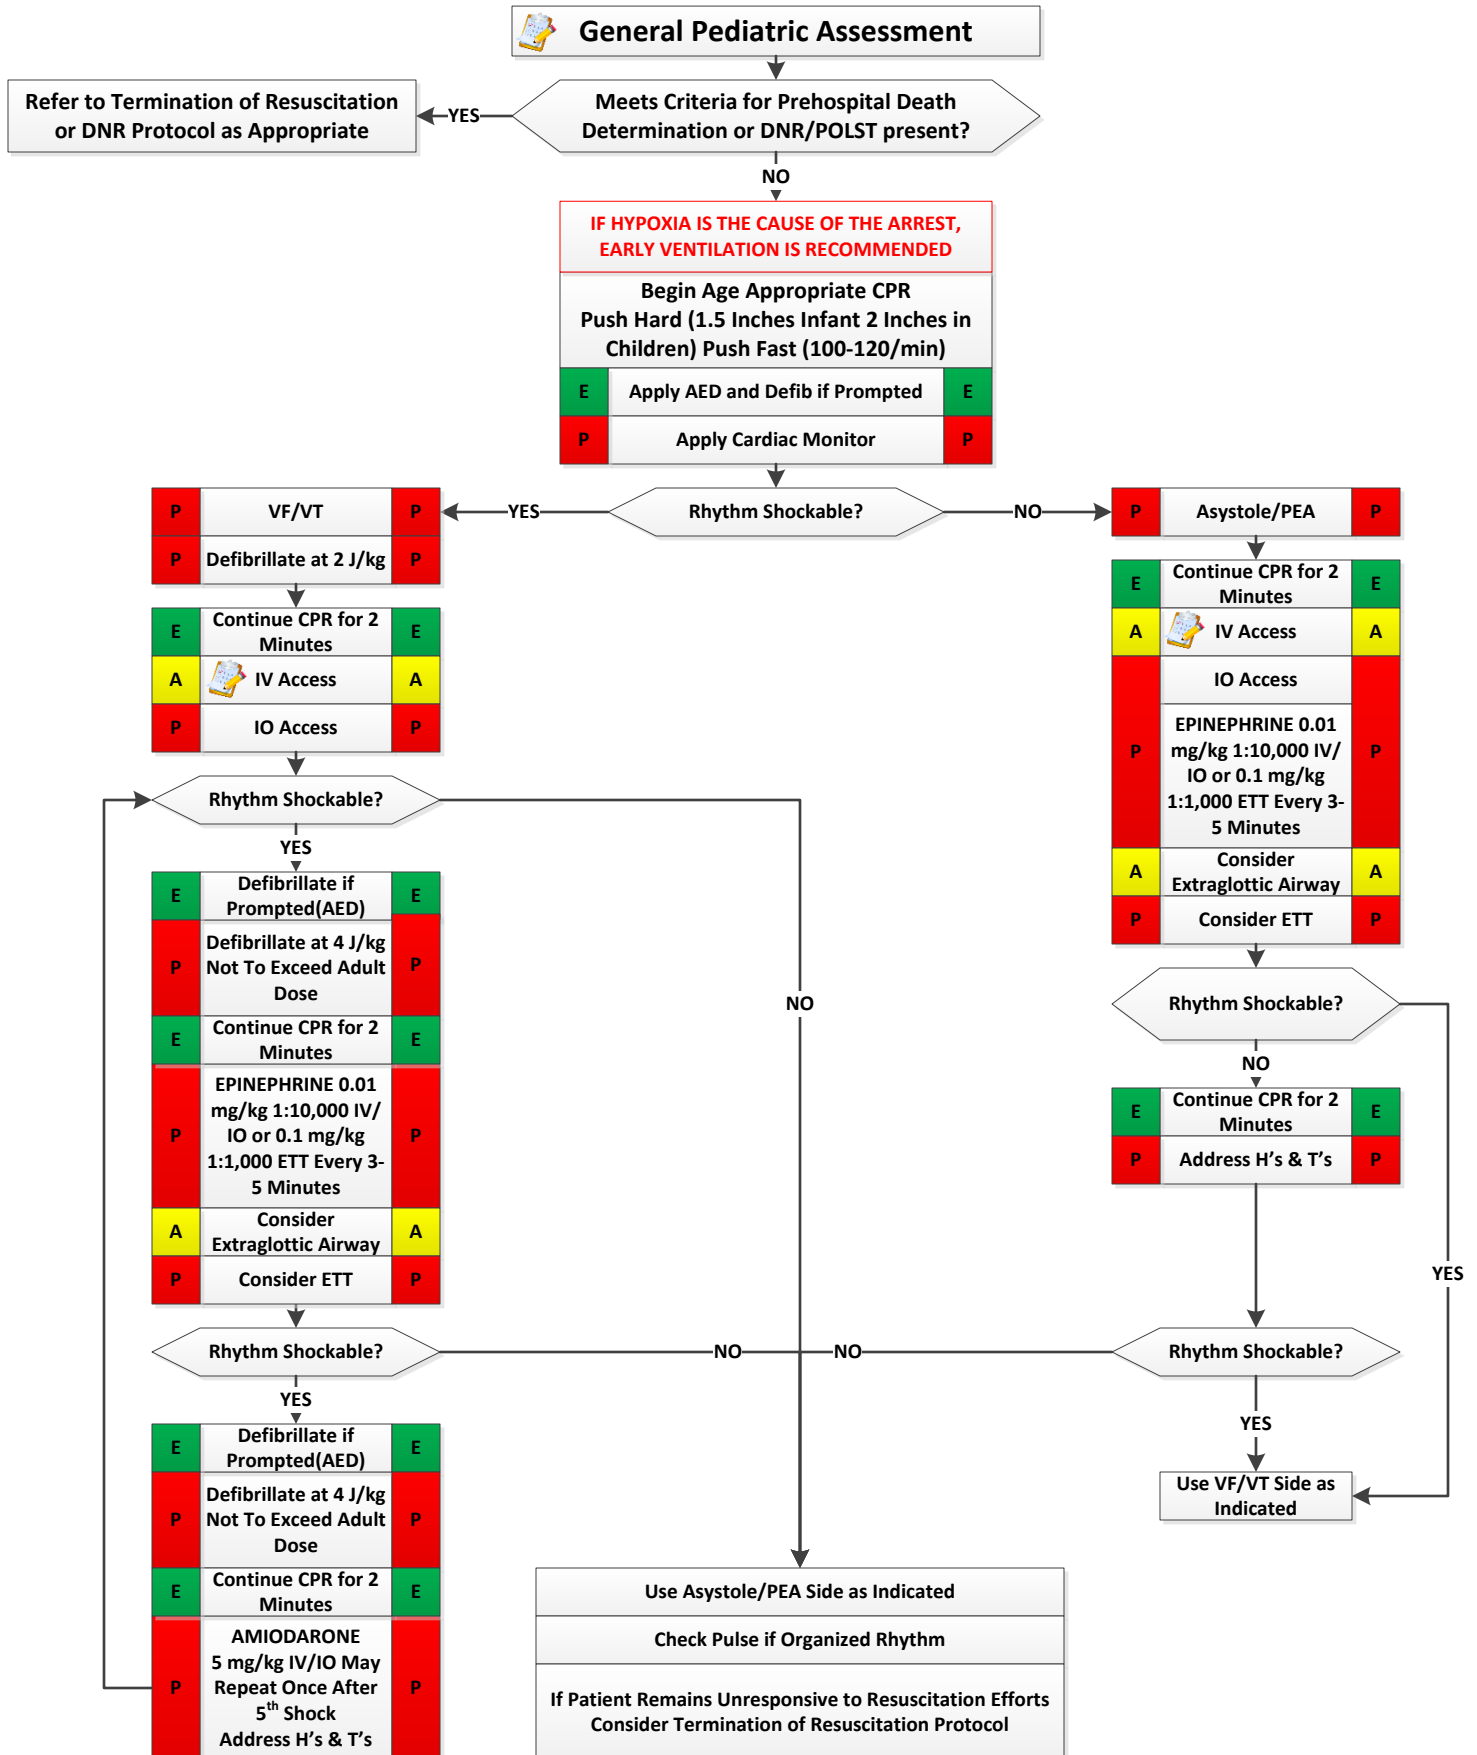 General Pediatric Assessment
Refer to Termination of Resuscitation
or DNR Protocol as Appropriate
YES
Meets Criteria for Prehospital Death
Determination or DNR/POLST present?
NO
IF HYPOXIA IS THE CAUSE OF THE ARREST,
EARLY VENTILATION IS RECOMMENDED
Begin Age Appropriate CPR
Push Hard (1.5 Inches Infant 2 Inches in
Children) Push Fast (100-120/min)
E Apply AED and Defib if Prompted E
P Apply Cardiac Monitor P
Rhythm Shockable?
YES
NO
P VF/VT P
P Defibrillate at 2 J/kg P
E Continue CPR for 2
Minutes E
A IV Access A
P IO Access P
Rhythm Shockable?
NO
YES
E Defibrillate if
Prompted(AED) E
P Defibrillate at 4 J/kg
Not To Exceed Adult
Dose P
E Continue CPR for 2
Minutes E
P EPINEPHRINE 0.01
mg/kg 1:10,000 IV/
IO or 0.1 mg/kg
1:1,000 ETT Every 3-
5 Minutes P
A Consider
Extraglottic Airway A
P Consider ETT P
Rhythm Shockable?
NO
YES
E Defibrillate if
Prompted(AED) E
P Defibrillate at 4 J/kg
Not To Exceed Adult
Dose P
E Continue CPR for 2
Minutes E
P AMIODARONE
5 mg/kg IV/IO May
Repeat Once After
5th Shock
Address H's & T's P
P Asystole/PEA P
E Continue CPR for 2
Minutes E
A IV Access A
IO Access
P EPINEPHRINE 0.01
mg/kg 1:10,000 IV/
IO or 0.1 mg/kg
1:1,000 ETT Every 3-
5 Minutes P
A Consider
Extraglottic Airway A
P Consider ETT P
Rhythm Shockable?
YES
NO
E Continue CPR for 2
Minutes E
P Address H's & T's P
Rhythm Shockable?
NO
YES
Use VF/VT Side as
Indicated
Use Asystole/PEA Side as Indicated
Check Pulse if Organized Rhythm
If Patient Remains Unresponsive to Resuscitation Efforts
Consider Termination of Resuscitation Protocol